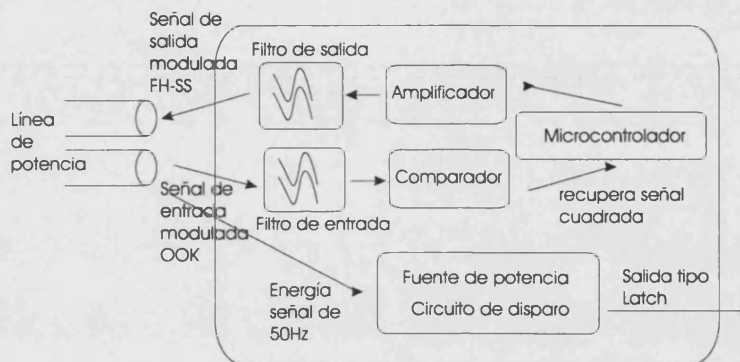 Señal de
salida
modulada
FH-SS
Filtro de salida
Amplificador
Línea
de
potencia
Microcontrolador
Comparador
Señal de
entrada
modulada
OOK
Filtro de entrada
recupera señal
cuadrada
Energía
señal de
50Hz
Fuente de potencia
Circuito de disparo
Salida tipo
Latch